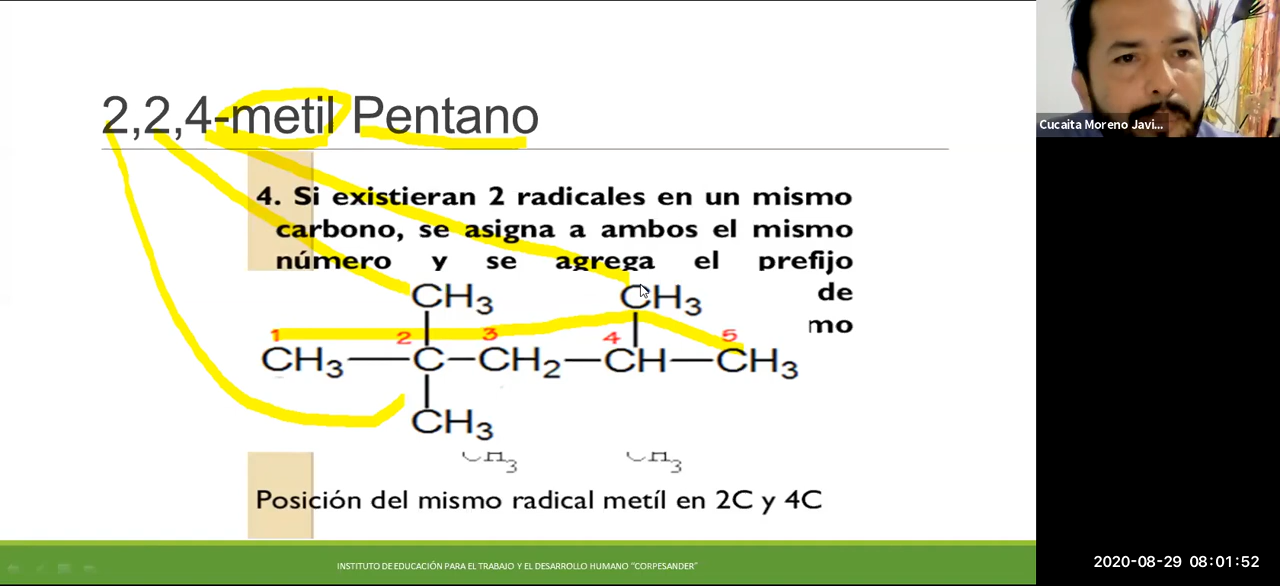 2,2,4-metil Pentano
4. Si existieran 2 radicales en un mismo
carbono, se asigna a ambos el mismo
número y se agrega el prefijo
de
mo
CH3 CH3
1 2 3 4 5
CH3—C—CH2—CH—CH3
CH3
CH3 CH3
Posición del mismo radical metíl en 2C y 4C
INSTITUTO DE EDUCACIÓN PARA EL TRABAJO Y EL DESARROLLO HUMANO “CORPESANDER”
Cucaita Moreno Javi...
2020-08-29 08:01:52